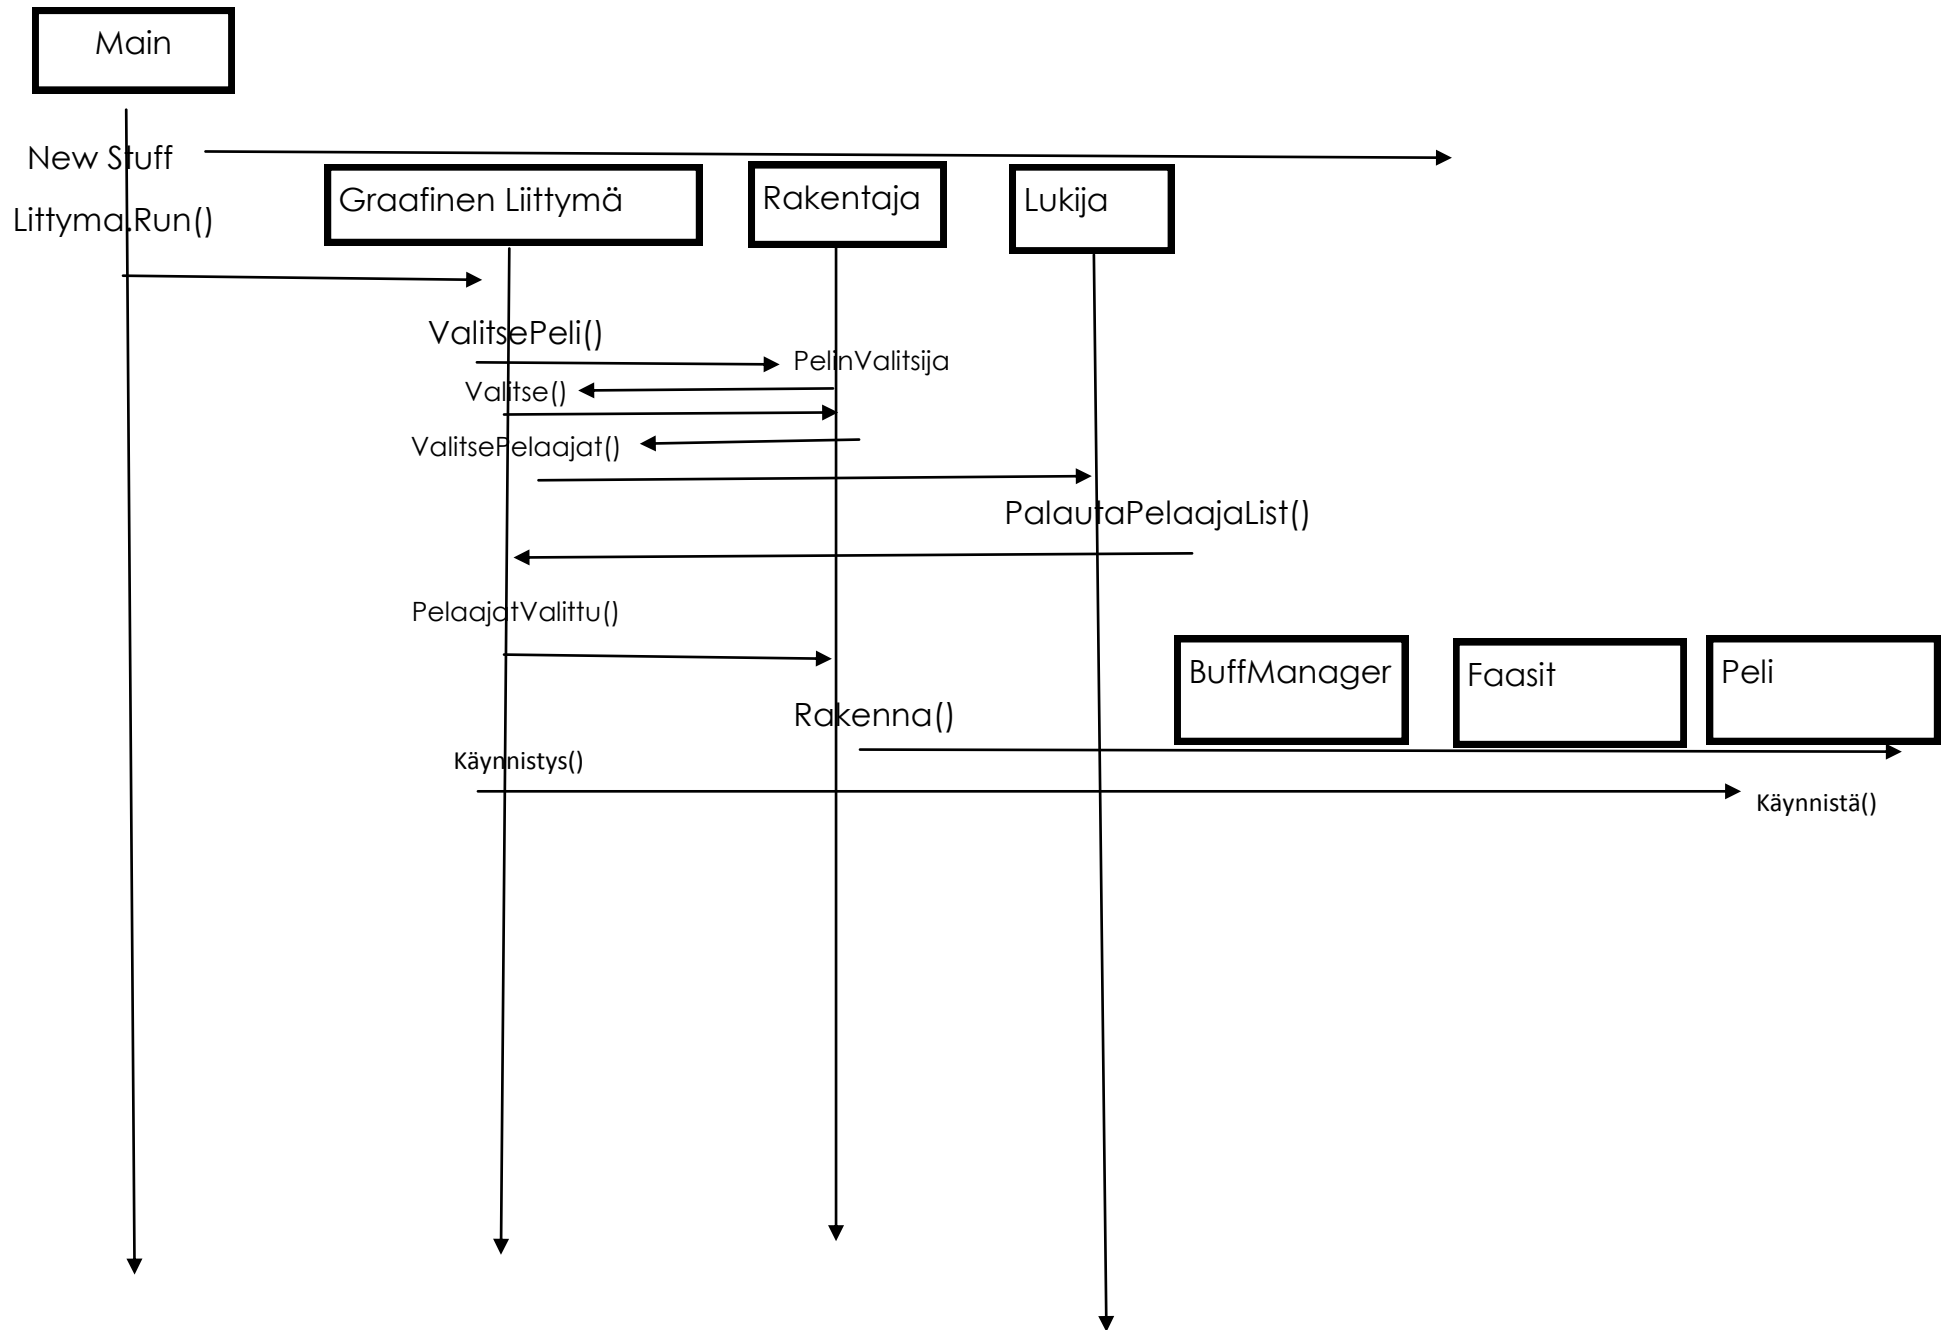 Main
New Stuff
Graafinen Liittymä
Rakentaja
Lukija
Littyma.Run()
ValitsePeli()
PelinValitsija
Valitse()
ValitsePelaajat()
PalautaPelaajaList()
PelaajatValittu()
BuffManager
Faasit
Peli
Rakenna()
Käynnistys()
Käynnistä()